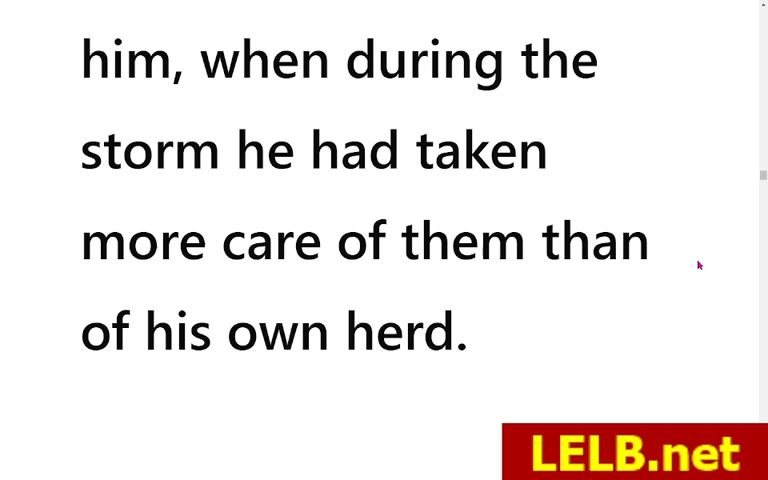 him, when during the
storm he had taken
more care of them than
of his own herd.
LELB.net